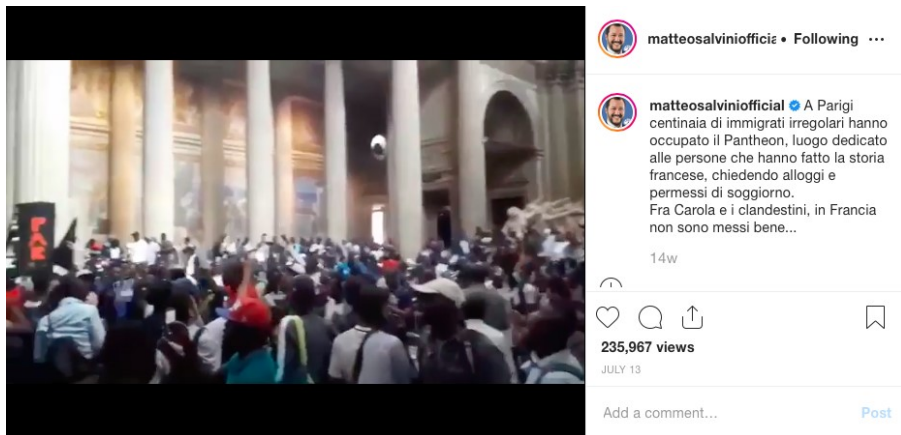 matteosalviniofficia • Following •••
matteosalviniofficial A Parigi
centinaia di immigrati irregolari hanno
occupato il Pantheon, luogo dedicato
alle persone che hanno fatto la storia
francese, chiedendo alloggi e
permessi di soggiorno.
Fra Carola e i clandestini, in Francia
non sono messi bene...
14w
235,967 views
JULY 13
Add a comment...
Post